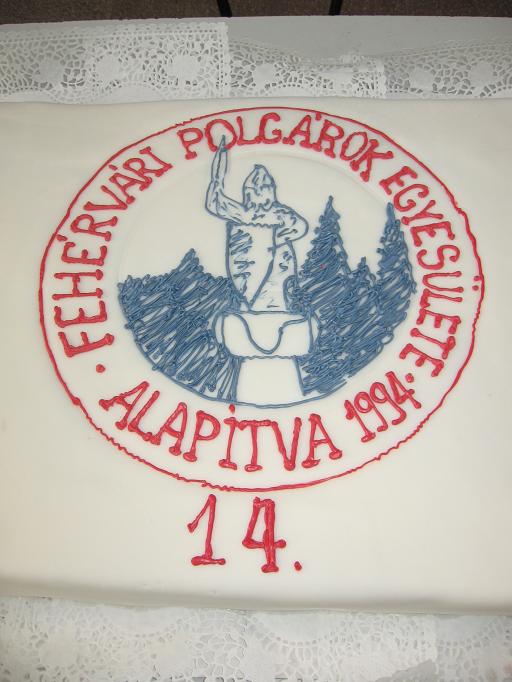 · FEHÉRVÁRI POLGÁROK EGYESÜLETE ·
ALAPÍTVA 1994
14.